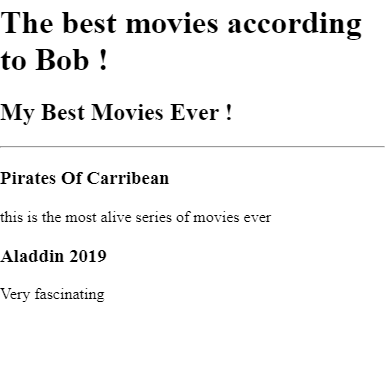 The best movies according
to Bob !
My Best Movies Ever !
Pirates Of Carribean
this is the most alive series of movies ever
Aladdin 2019
Very fascinating